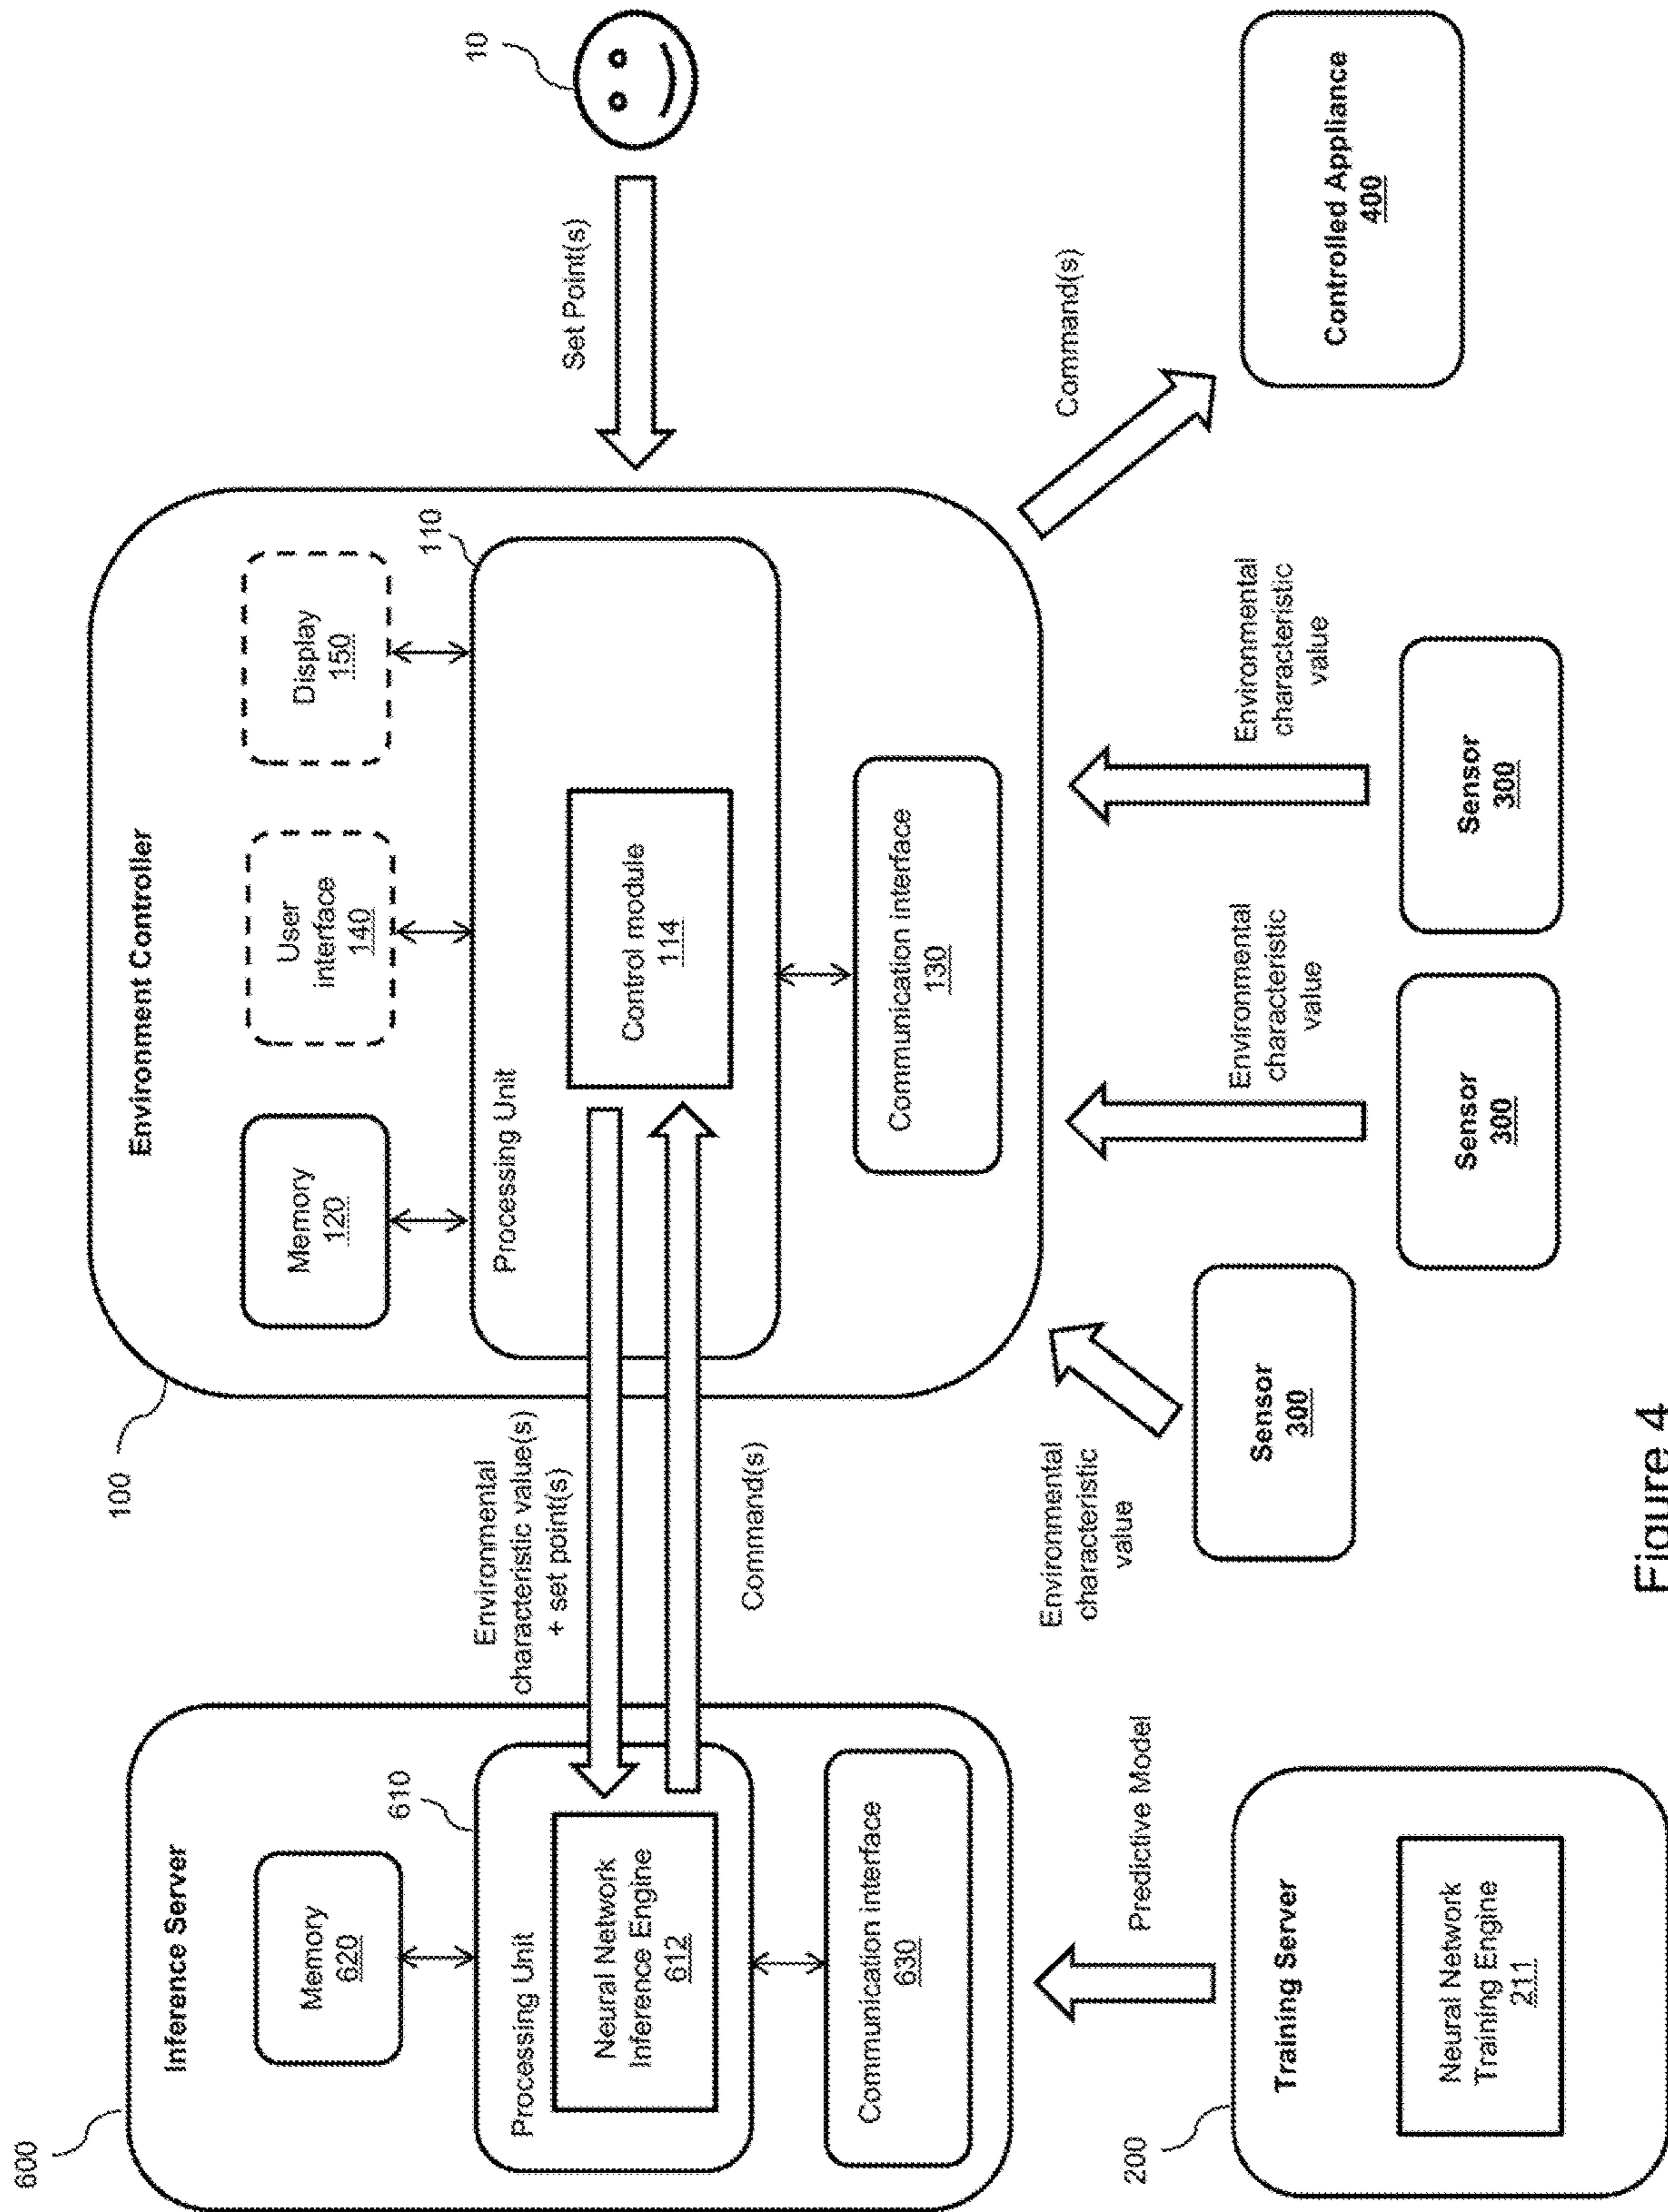 600
Inference Server
Memory
620
610
Processing Unit
Neural Network
Inference Engine
612
Communication interface
630
Environmental
characteristic value(s)
+ set point(s)
Command(s)
100
Environment Controller
Memory
120
User
interface
140
Display
150
110
Processing Unit
Control module
114
Communication interface
130
Set Point(s)
10
Predictive Model
200
Training Server
Neural Network
Training Engine
211
Environmental
characteristic
value
Sensor
300
Environmental
characteristic
value
Sensor
300
Environmental
characteristic
value
Sensor
300
Command(s)
Controlled Appliance
400
Figure 4